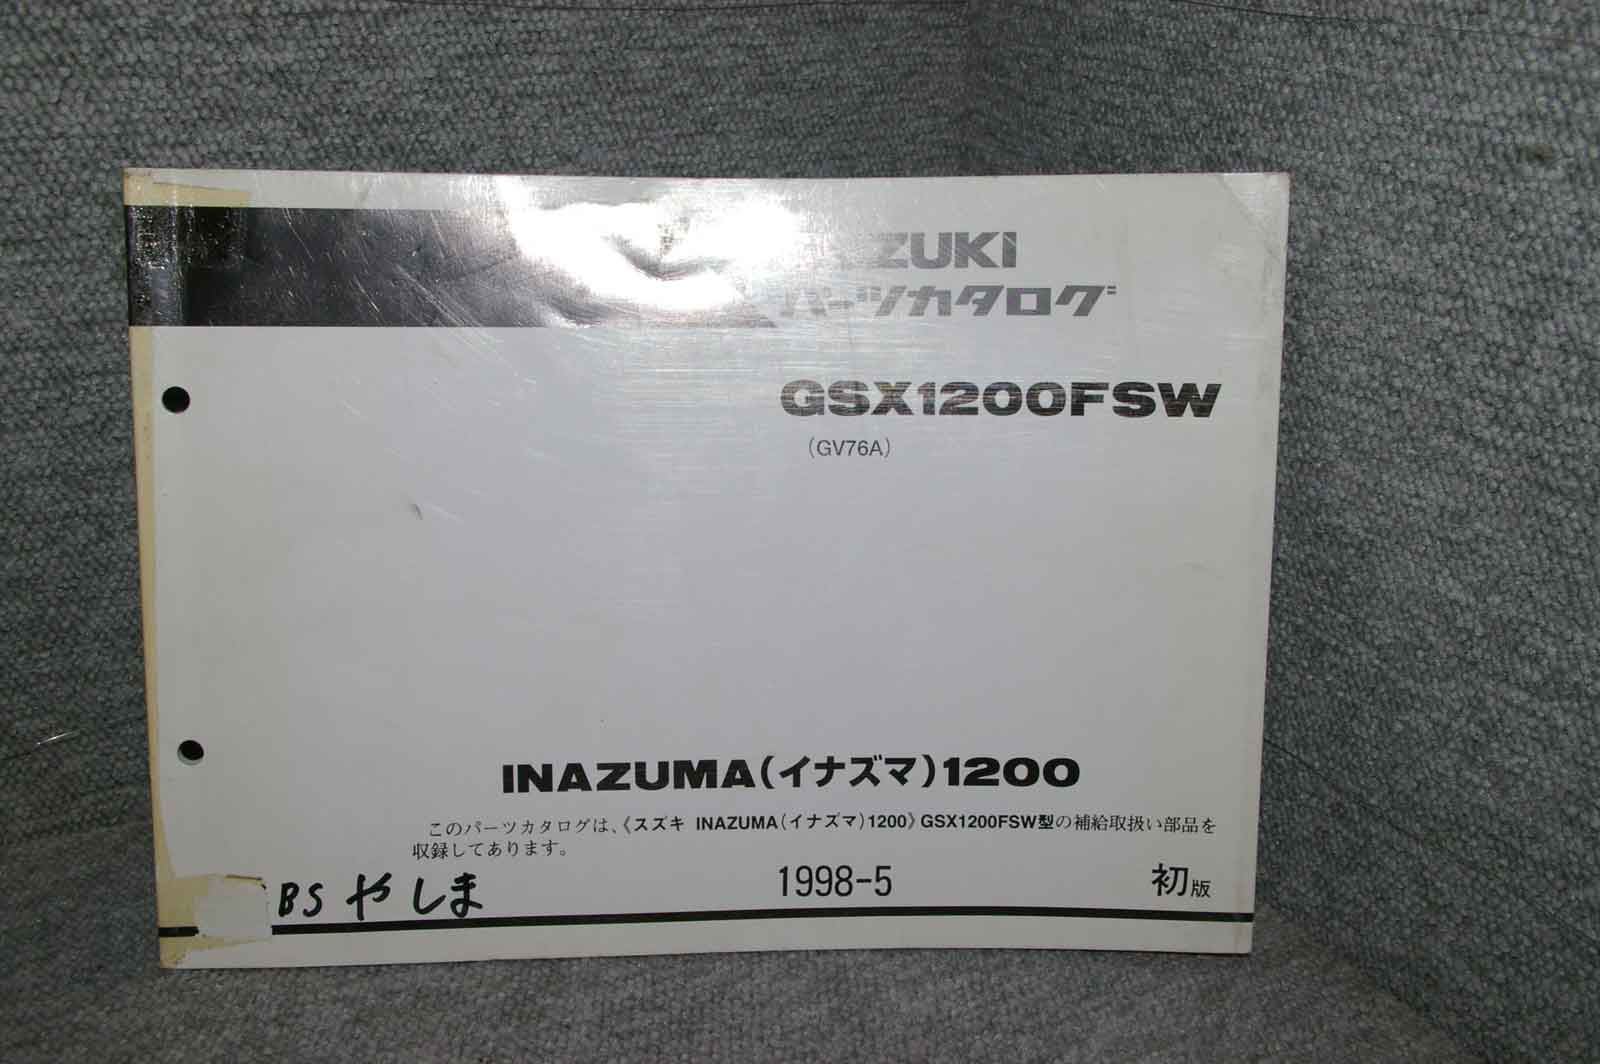 SUZUKI
パーツカタログ
GSX1200FSW
(GV76A)
INAZUMA(イナズマ)1200
このパーツカタログは、《スズキ INAZUMA(イナズマ)1200》GSX1200FSW型の補給取扱い部品を
収録してあります。
BS やしま
1998-5
初版